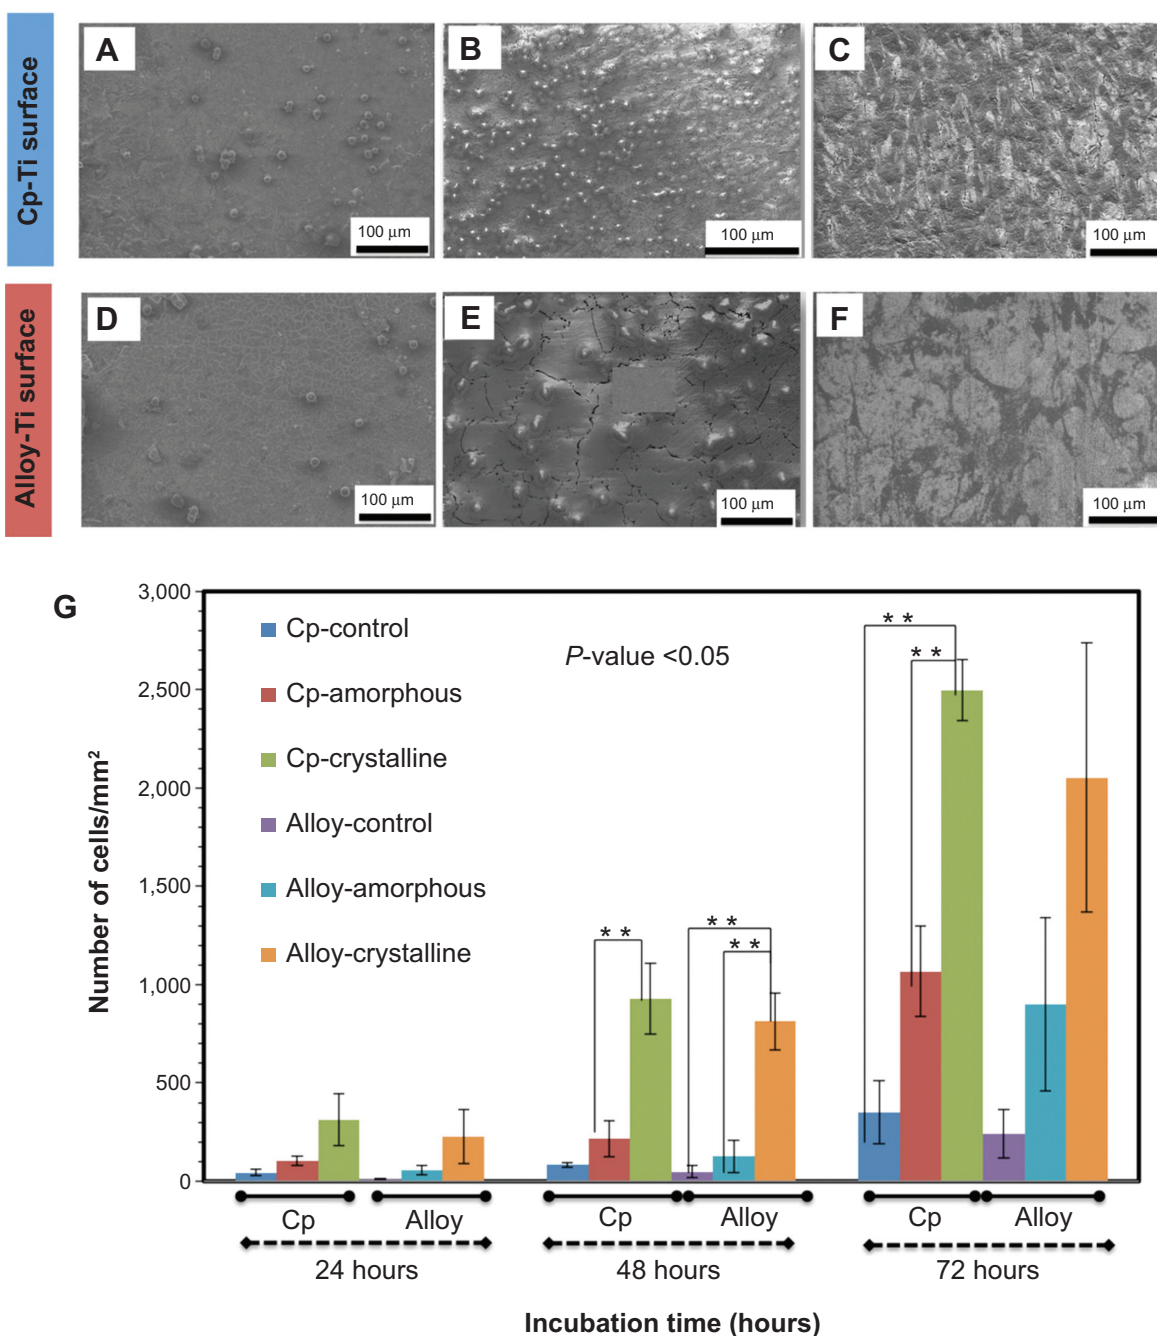 Cp-Ti surface
A
100 μm
B
100 μm
C
100 μm
Alloy-Ti surface
D
100 μm
E
100 μm
F
100 μm
G
Number of cells/mm²
3,000
2,500
2,000
1,500
1,000
500
0
Cp-control
Cp-amorphous
Cp-crystalline
Alloy-control
Alloy-amorphous
Alloy-crystalline
P-value <0.05
* *
* *
* *
* *
* *
Cp Alloy Cp Alloy Cp Alloy
24 hours 48 hours 72 hours
Incubation time (hours)